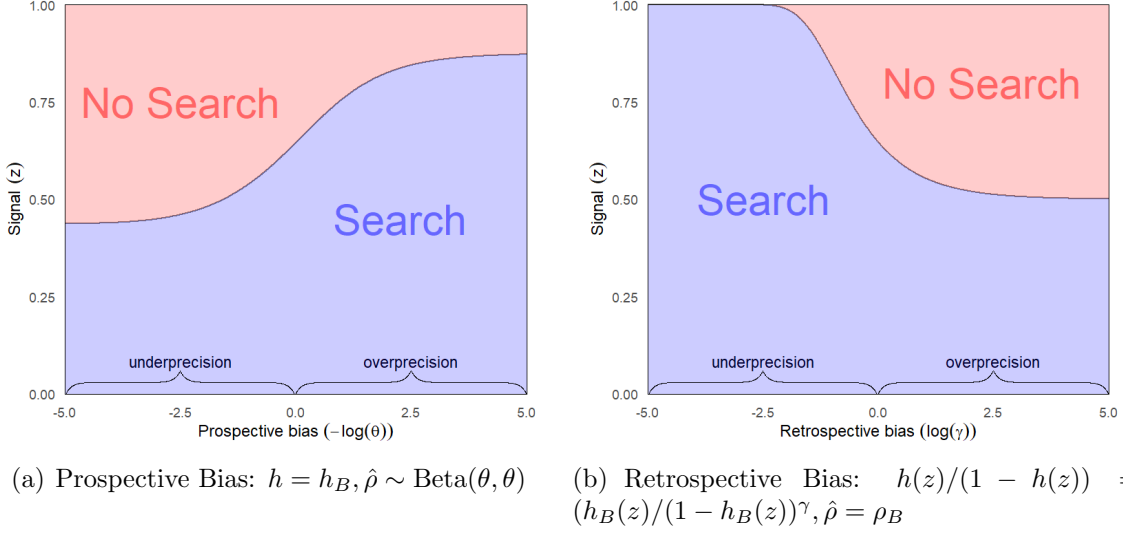 1.00
0.75
0.50
0.25
0.00
Signal (z)
No Search
Search
underprecision
overprecision
-5.0
-2.5
0.0
2.5
5.0
Prospective bias (−log(θ))
(a) Prospective Bias: h = h_B, ρ̂ ∼ Beta(θ, θ)
1.00
0.75
0.50
0.25
0.00
Signal (z)
No Search
Search
underprecision
overprecision
-5.0
-2.5
0.0
2.5
5.0
Retrospective bias (log(γ))
(b) Retrospective Bias: h(z)/(1 − h(z)) =
(h_B(z)/(1 − h_B(z))^γ, ρ̂ = ρ_B